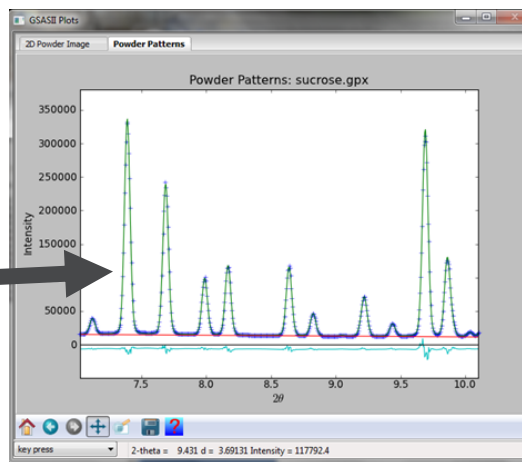 GSASII Plots
2D Powder Image Powder Patterns
Powder Patterns: sucrose.gpx
350000
300000
250000
200000
150000
100000
50000
0
Intensity
7.5 8.0 8.5 9.0 9.5 10.0
2θ
?
key press 2-theta = 9.431 d = 3.69131 Intensity = 117792.4